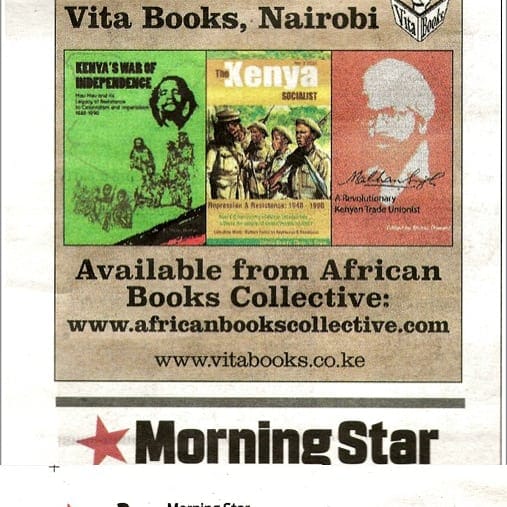 Vita Books, Nairobi
Vita Books
KENYA'S WAR OF
INDEPENDENCE
Mau Mau and its
Legacy of Resistance
to Colonialism and Imperialism
1948-1990
The Kenya
SOCIALIST
Repression & Resistance: 1948 - 1990
A Revolutionary
Kenyan Trade Unionist
Available from African
Books Collective:
www.africanbookscollective.com
www.vitabooks.co.ke
Morning Star
Morning Star